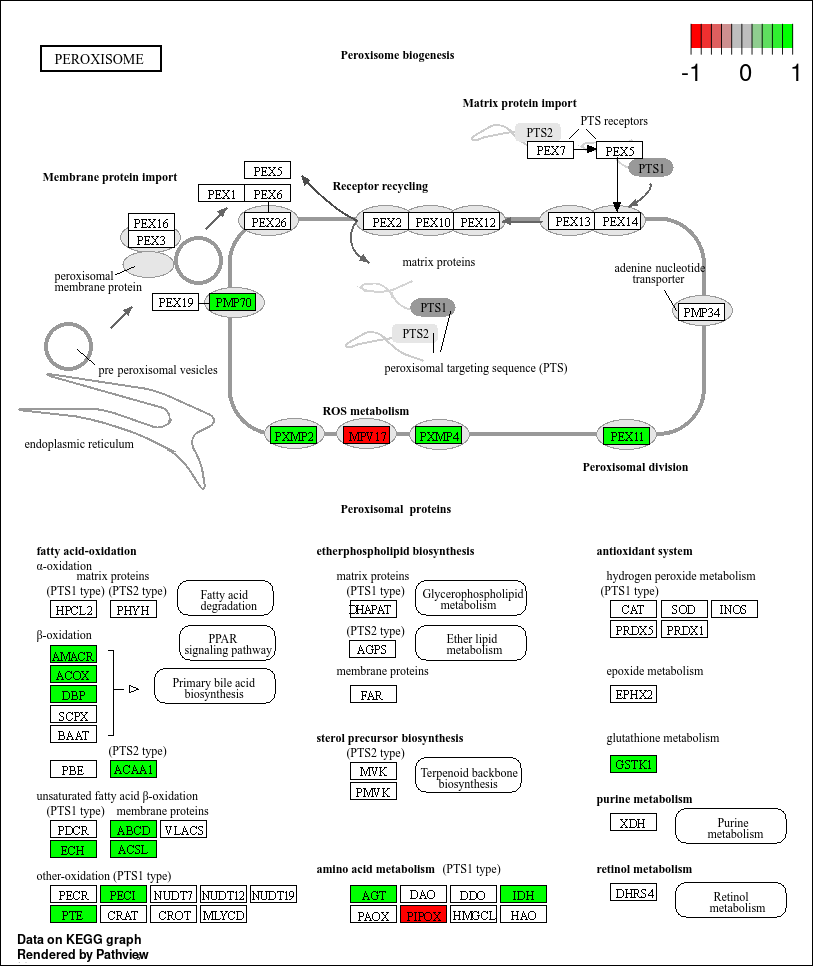 PEROXISOME
Peroxisome biogenesis
-1 0 1
Matrix protein import
PTS2
PTS receptors
PEX7
PEX5
PTS1
Membrane protein import
Receptor recycling
PEX5
PEX1 PEX6
PEX26
PEX2 PEX10 PEX12
PEX13 PEX14
PEX16
PEX3
peroxisomal
membrane protein
matrix proteins
adenine nucleotide
transporter
PEX19 PMP70
PTS1
PMP34
PTS2
pre peroxisomal vesicles
peroxisomal targeting sequence (PTS)
ROS metabolism
endoplasmic reticulum
PXMP2 MPV17 PXMP4 PEX11
Peroxisomal division
Peroxisomal proteins
fatty acid-oxidation
α-oxidation
matrix proteins
(PTS1 type) (PTS2 type)
HPCL2 PHYH
Fatty acid
degradation
β-oxidation
PPAR
signaling pathway
AMACR
ACOX
DBP
SCPX
BAAT
Primary bile acid
biosynthesis
(PTS2 type)
PBE ACAA1
unsaturated fatty acid β-oxidation
(PTS1 type) membrane proteins
PDCR ABCD VLACS
ECH ACSL
other-oxidation (PTS1 type)
PECR PECI NUDT7 NUDT12 NUDT19
PTE CRAT CROT MLYCD
etherphospholipid biosynthesis
matrix proteins
(PTS1 type)
DHAPAT
Glycerophospholipid
metabolism
(PTS2 type)
AGPS
Ether lipid
metabolism
membrane proteins
FAR
sterol precursor biosynthesis
(PTS2 type)
MVK
PMVK
Terpenoid backbone
biosynthesis
amino acid metabolism (PTS1 type)
AGT DAO DDO IDH
PAOX PIPOX HMGCL HAO
antioxidant system
hydrogen peroxide metabolism
(PTS1 type)
CAT SOD INOS
PRDX5 PRDX1
epoxide metabolism
EPHX2
glutathione metabolism
GSTK1
purine metabolism
XDH
Purine
metabolism
retinol metabolism
DHRS4
Retinol
metabolism
Data on KEGG graph
Rendered by Pathview